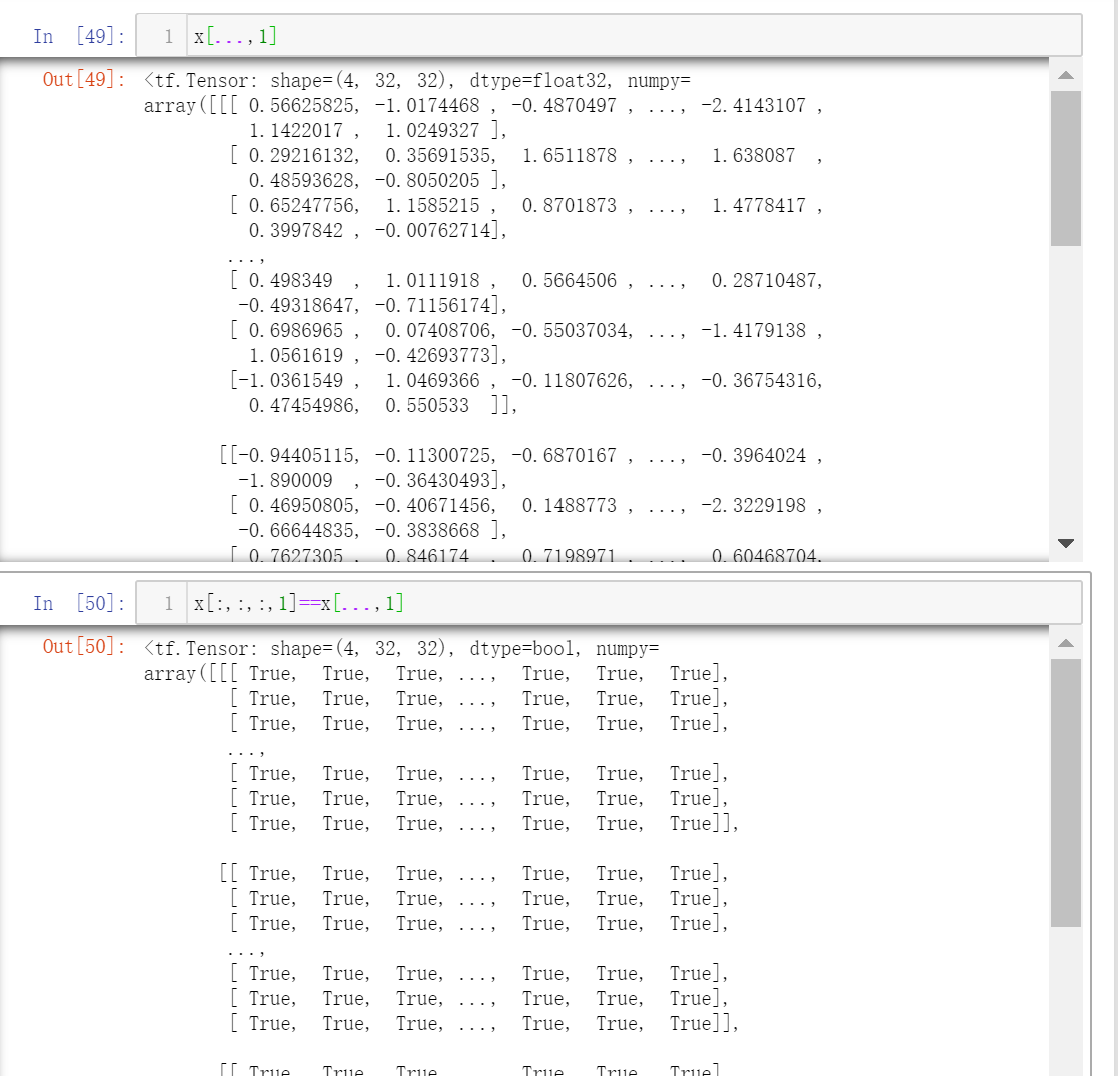 In [49]: 1 x[...,1]
Out[49]: <tf.Tensor: shape=(4, 32, 32), dtype=float32, numpy=
array([[[ 0.56625825, -1.0174468 , -0.4870497 , ..., -2.4143107 ,
1.1422017 , 1.0249327 ],
[ 0.29216132, 0.35691535, 1.6511878 , ..., 1.638087 ,
0.48593628, -0.8050205 ],
[ 0.65247756, 1.1585215 , 0.8701873 , ..., 1.4778417 ,
0.3997842 , -0.00762714],
...,
[ 0.498349 , 1.0111918 , 0.5664506 , ..., 0.28710487,
-0.49318647, -0.71156174],
[ 0.6986965 , 0.07408706, -0.55037034, ..., -1.4179138 ,
1.0561619 , -0.42693773],
[-1.0361549 , 1.0469366 , -0.11807626, ..., -0.36754316,
0.47454986, 0.550533 ]],
[[-0.94405115, -0.11300725, -0.6870167 , ..., -0.3964024 ,
-1.890009 , -0.36430493],
[ 0.46950805, -0.40671456, 0.1488773 , ..., -2.3229198 ,
-0.66644835, -0.3838668 ],
[ 0.7627305 , 0.846174 , 0.7198971 , ..., 0.60468704,
In [50]: 1 x[:,:,:,1]==x[...,1]
Out[50]: <tf.Tensor: shape=(4, 32, 32), dtype=bool, numpy=
array([[[ True, True, True, ..., True, True, True],
[ True, True, True, ..., True, True, True],
[ True, True, True, ..., True, True, True],
...,
[ True, True, True, ..., True, True, True],
[ True, True, True, ..., True, True, True],
[ True, True, True, ..., True, True, True]],
[[ True, True, True, ..., True, True, True],
[ True, True, True, ..., True, True, True],
[ True, True, True, ..., True, True, True],
...,
[ True, True, True, ..., True, True, True],
[ True, True, True, ..., True, True, True],
[ True, True, True, ..., True, True, True]],
[[ True, True, True, ..., True, True, True],